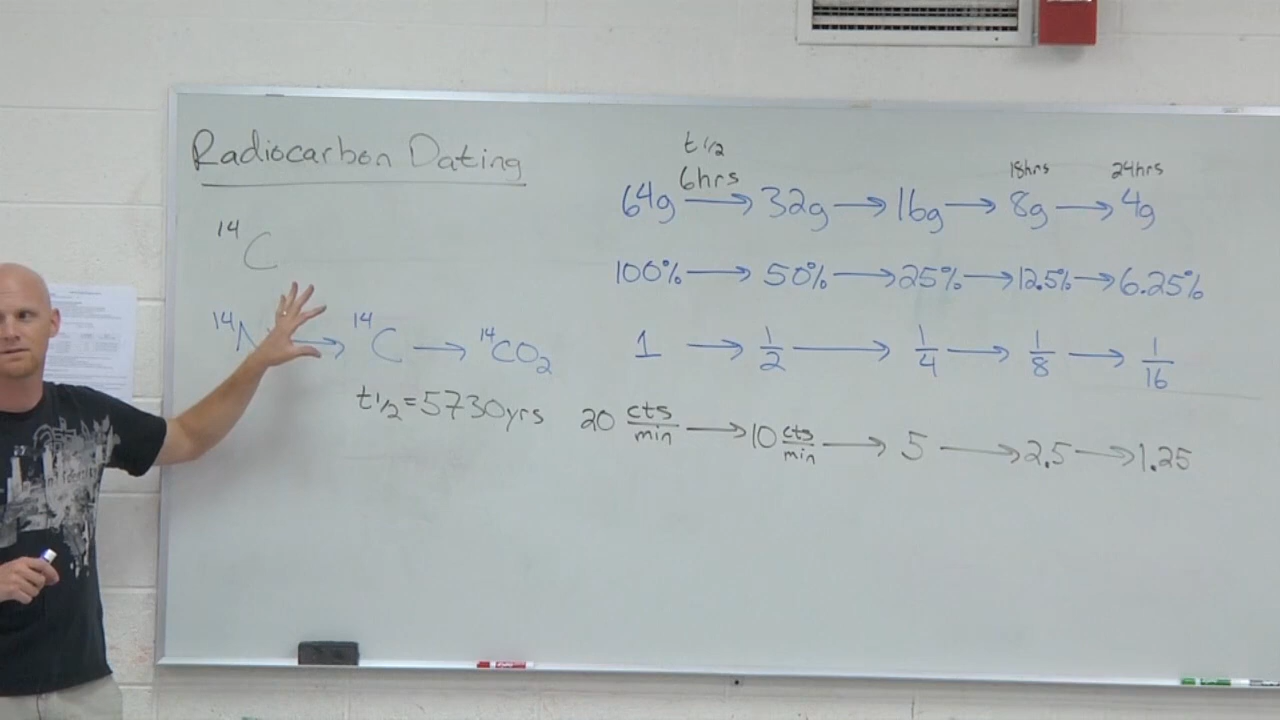 Radiocarbon Dating
¹⁴C
¹⁴N → ¹⁴C → ¹⁴CO₂
t1/2=5730yrs
t 1/2
6hrs 18hrs 24hrs
64g → 32g → 16g → 8g → 4g
100% → 50% → 25% → 12.5% → 6.25%
1 → 1/2 → 1/4 → 1/8 → 1/16
20 cts/min → 10 cts/min → 5 → 2.5 → 1.25